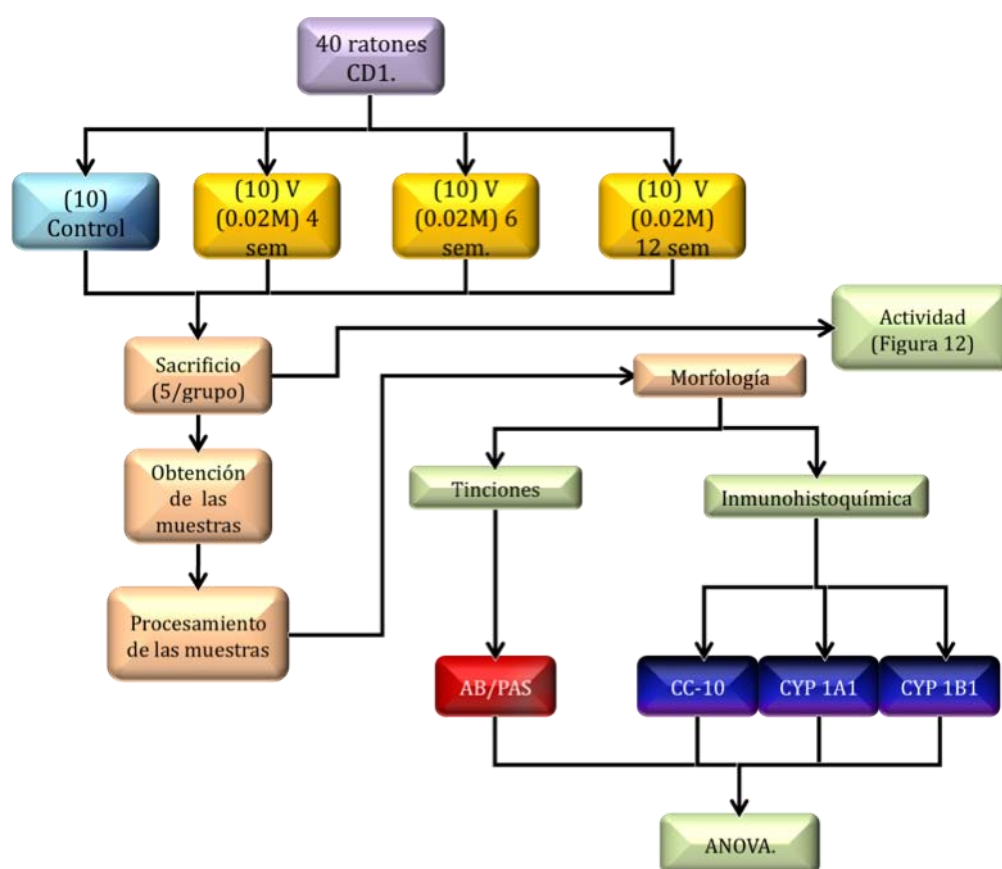 40 ratones
CD1.
(10)
Control
(10) V
(0.02M) 4
sem
(10) V
(0.02M) 6
sem.
(10) V
(0.02M)
12 sem
Sacrificio
(5/grupo)
Actividad
(Figura 12)
Morfología
Obtención
de las
muestras
Tinciones
Inmunohistoquímica
Procesamiento
de las muestras
AB/PAS
CC-10
CYP 1A1
CYP 1B1
ANOVA.